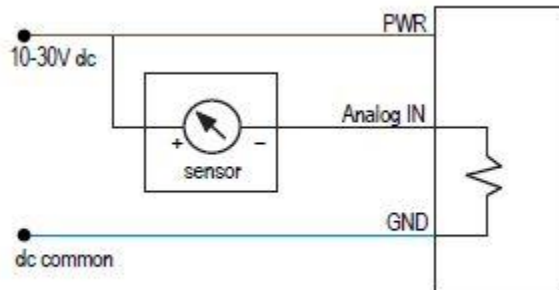 PWR
10-30V dc
Analog IN
+ −
sensor
GND
dc common